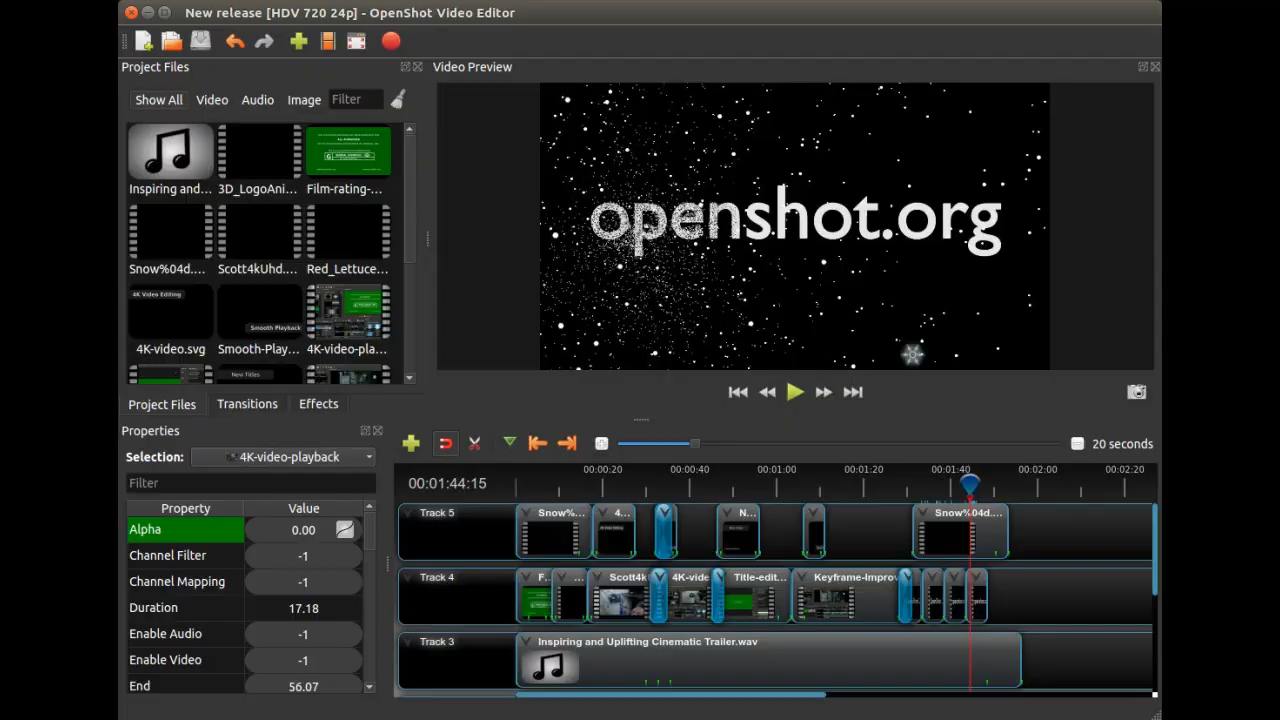 New release [HDV 720 24p] - OpenShot Video Editor
Project Files
Video Preview
Show All Video Audio Image Filter
Inspiring and... 3D_LogoAni... Film-rating-...
Snow%04d.... Scott4kUhd.... Red_Lettuce...
4K Video Editing
Smooth Playback
4K-video.svg Smooth-Play... 4K-video-pla...
New Titles
openshot.org
Project Files Transitions Effects
Properties
Selection: 4K-video-playback
Filter
Property Value
Alpha 0.00
Channel Filter -1
Channel Mapping -1
Duration 17.18
Enable Audio -1
Enable Video -1
End 56.07
20 seconds
00:01:44:15
00:00:20 00:00:40 00:01:00 00:01:20 00:01:40 00:02:00 00:02:20
Track 5 Snow%... 4... N... Snow%04d....
Track 4 F... ... Scott4k 4K-vide Title-edit... Keyframe-Improv
Track 3 Inspiring and Uplifting Cinematic Trailer.wav